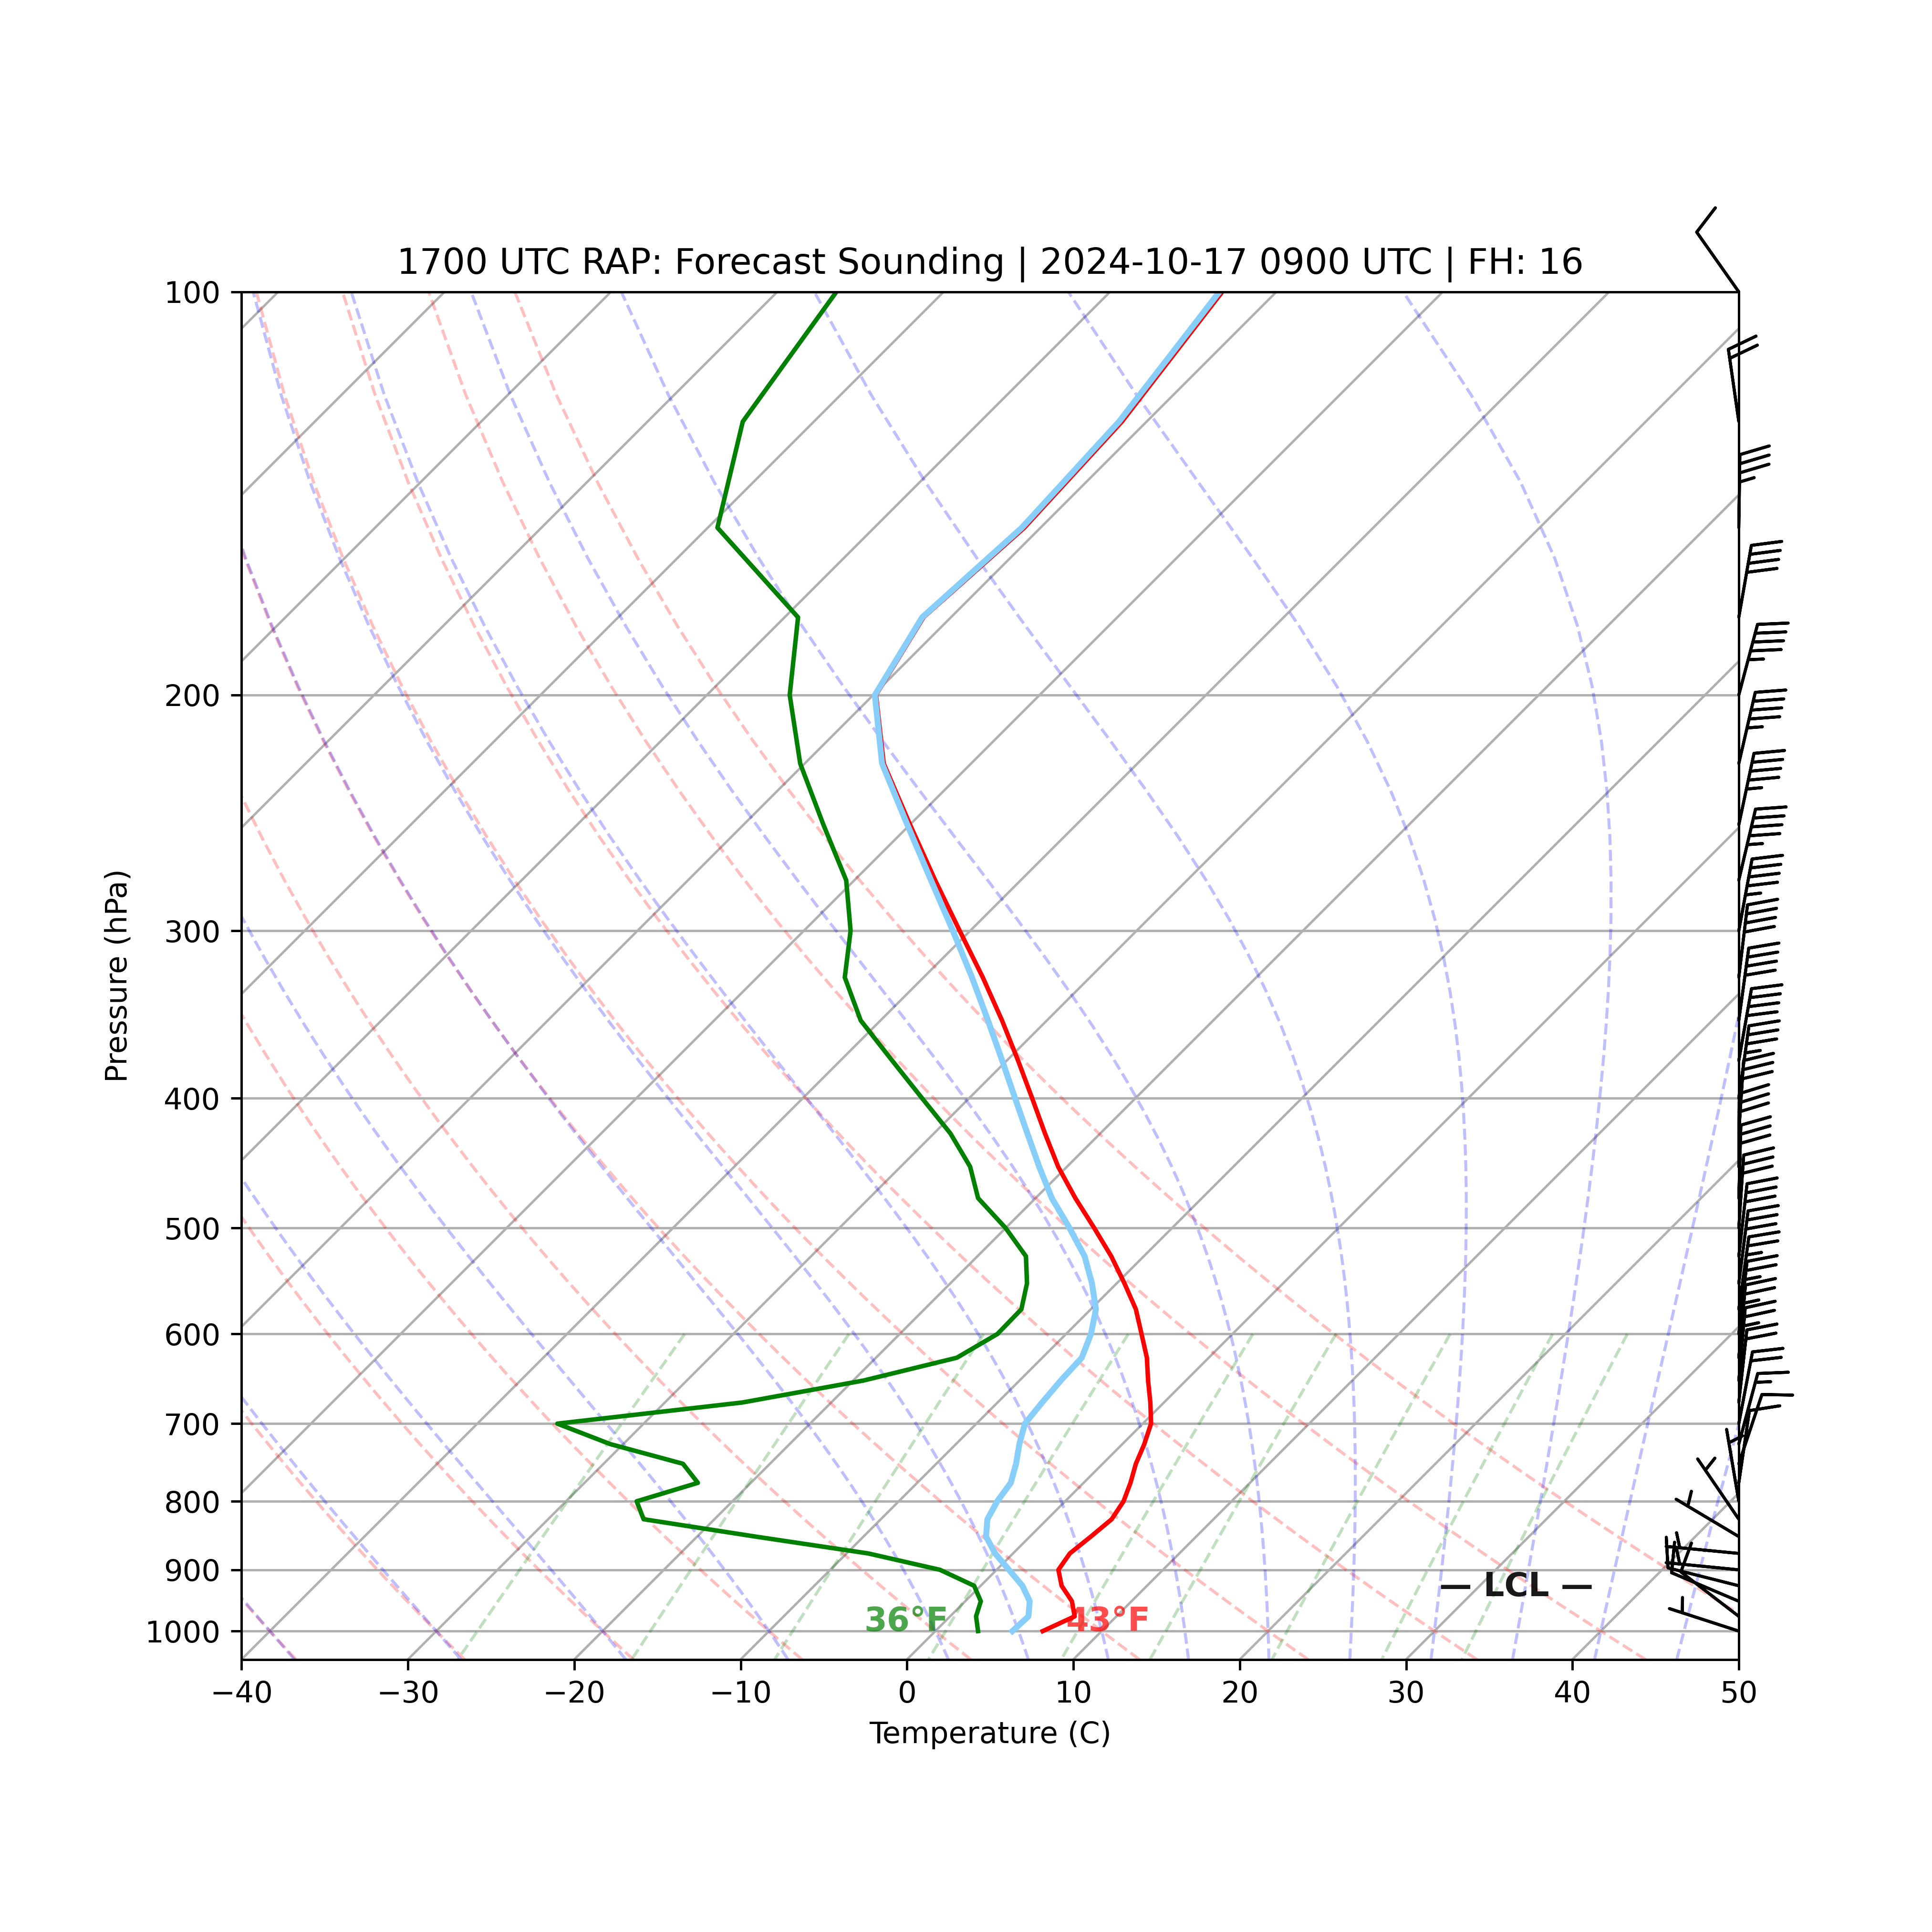 1700 UTC RAP: Forecast Sounding | 2024-10-17 0900 UTC | FH: 16
100
200
300
400
500
600
700
800
900
1000
Pressure (hPa)
— LCL —
36°F
43°F
−40 −30 −20 −10 0 10 20 30 40 50
Temperature (C)